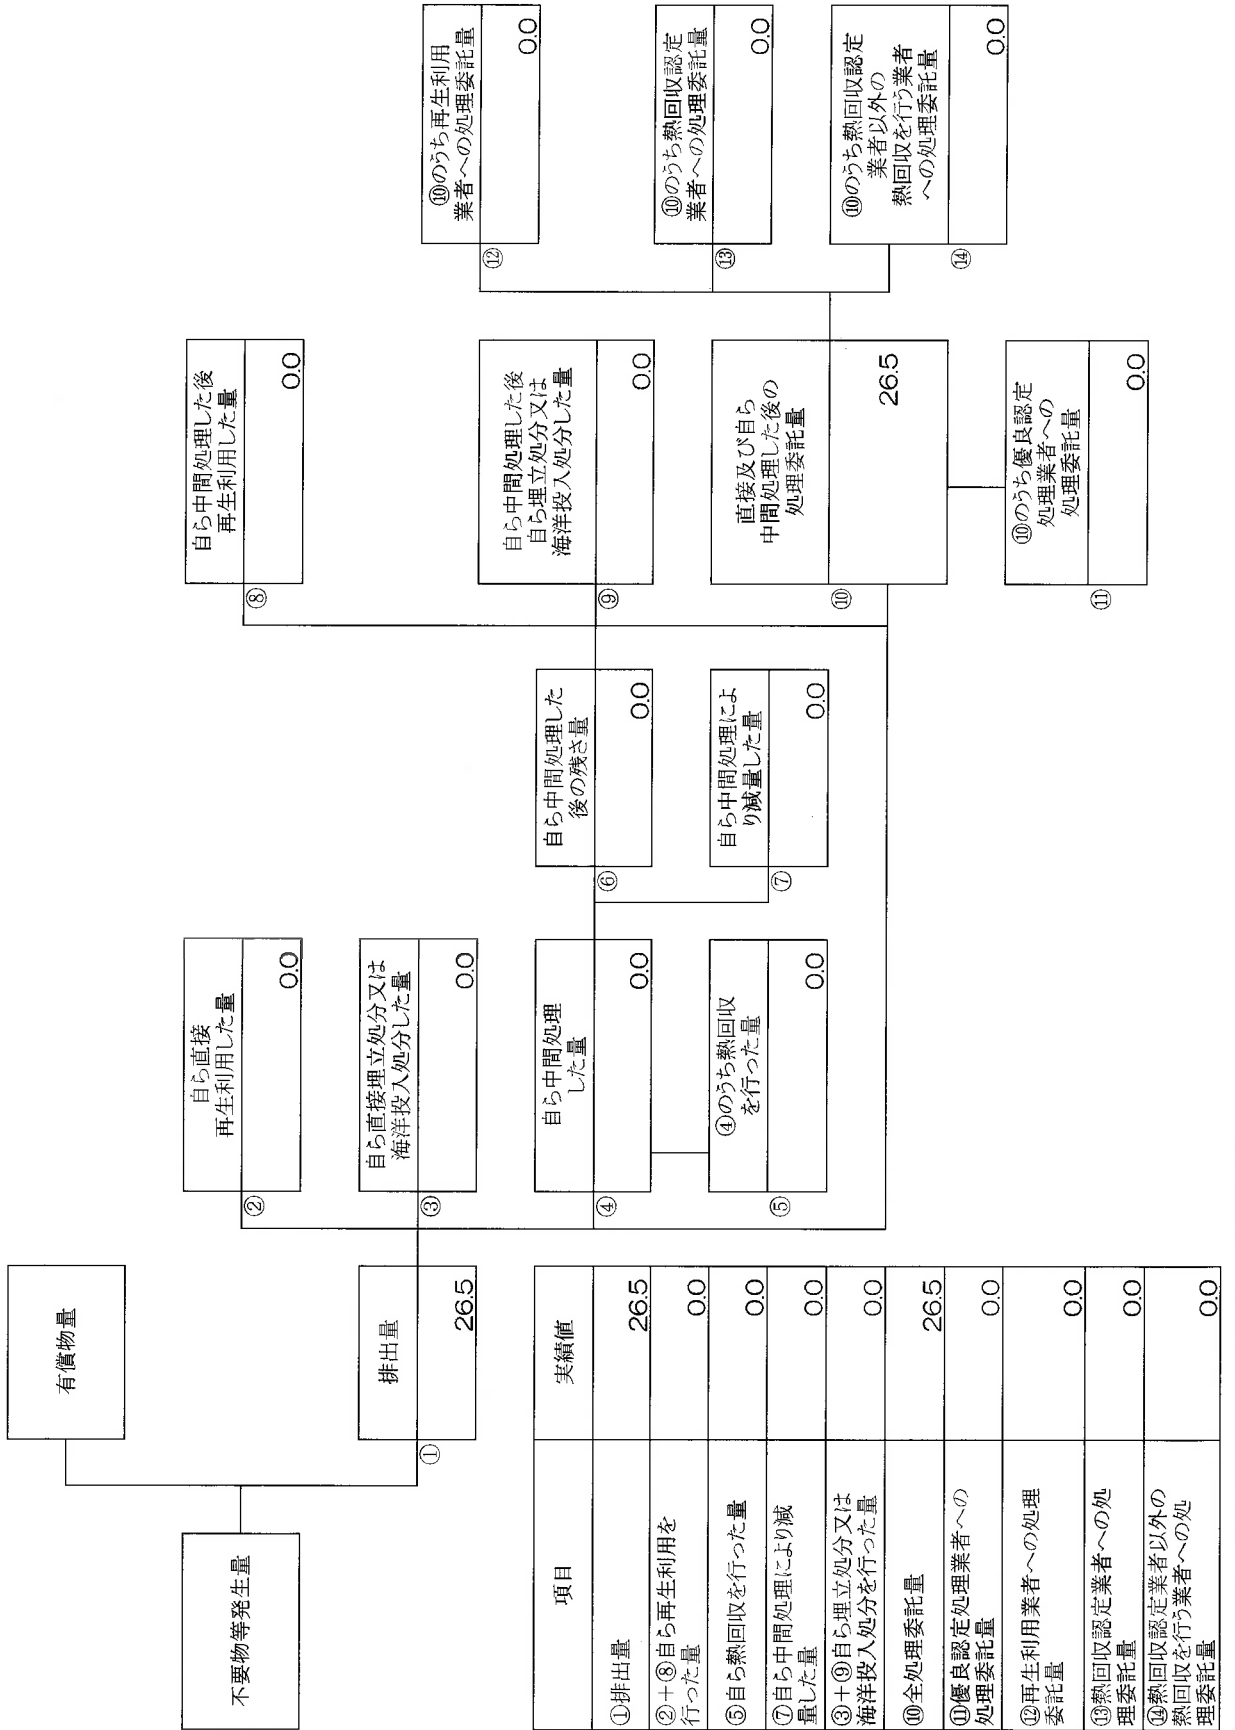 不要物等発生量
有償物量
①
排出量
26.5
②
自ら直接
再生利用した量
0.0
③
自ら直接埋立処分又は
海洋投入処分した量
0.0
④
自ら中間処理
した量
0.0
⑤
④のうち熱回収
を行った量
0.0
⑥
自ら中間処理した
後の残さ量
0.0
⑦
自ら中間処理によ
り減量した量
0.0
⑧
自ら中間処理した後
再生利用した量
0.0
⑨
自ら中間処理した後
自ら埋立処分又は
海洋投入処分した量
0.0
⑩
直接及び自ら
中間処理した後の
処理委託量
26.5
⑪
⑩のうち優良認定
処理業者への
処理委託量
0.0
⑫
⑩のうち再生利用
業者への処理委託量
0.0
⑬
⑩のうち熱回収認定
業者への処理委託量
0.0
⑭
⑩のうち熱回収認定
業者以外の
熱回収を行う業者
への処理委託量
0.0
項目 実績値
①排出量 26.5
②+⑧自ら再生利用を
行った量 0.0
⑤自ら熱回収を行った量 0.0
⑦自ら中間処理により減
量した量 0.0
③+⑨自ら埋立処分又は
海洋投入処分を行った量 0.0
⑩全処理委託量 26.5
⑪優良認定処理業者への
処理委託量 0.0
⑫再生利用業者への処理
委託量 0.0
⑬熱回収認定業者への処
理委託量 0.0
⑭熱回収認定業者以外の
熱回収を行う業者への処
理委託量 0.0